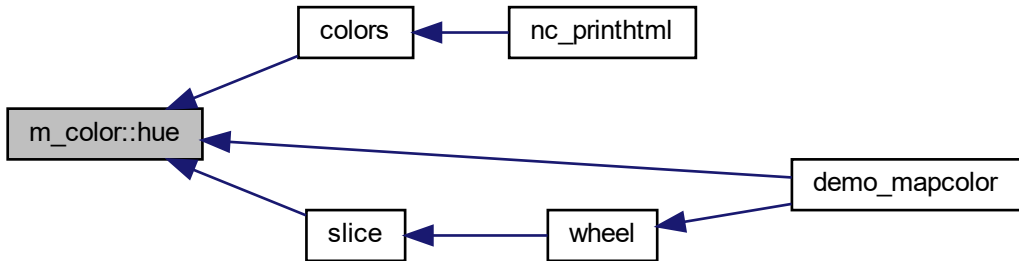 colors
nc_printhtml
m_color::hue
demo_mapcolor
slice
wheel